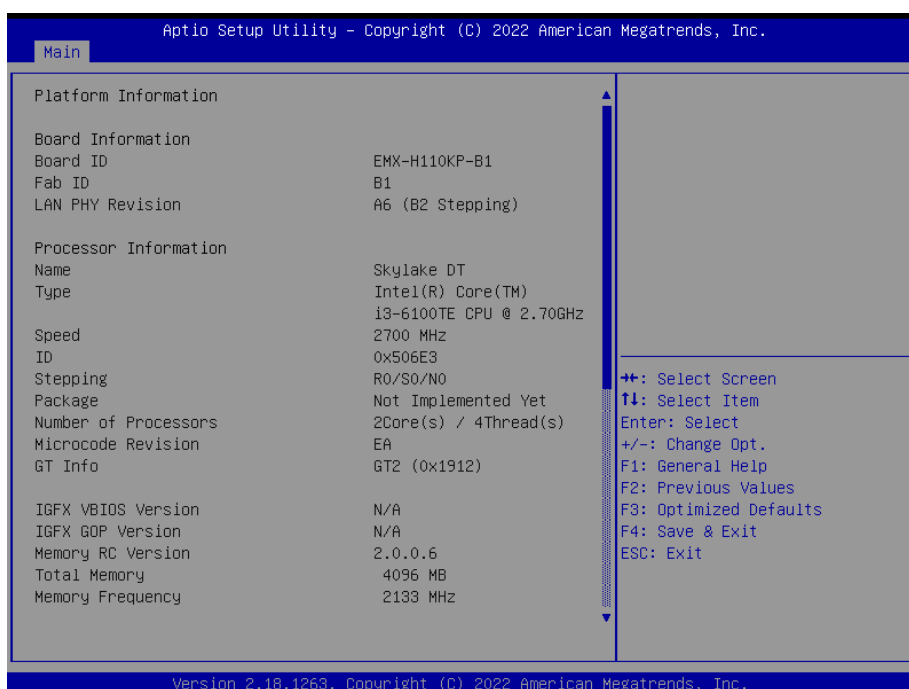 Aptio Setup Utility – Copyright (C) 2022 American Megatrends, Inc.
Main
Platform Information
Board Information
Board ID EMX-H110KP-B1
Fab ID B1
LAN PHY Revision A6 (B2 Stepping)
Processor Information
Name Skylake DT
Type Intel(R) Core(TM)
i3-6100TE CPU @ 2.70GHz
Speed 2700 MHz
ID 0x506E3
Stepping R0/S0/N0
Package Not Implemented Yet
Number of Processors 2Core(s) / 4Thread(s)
Microcode Revision EA
GT Info GT2 (0x1912)
IGFX VBIOS Version N/A
IGFX GOP Version N/A
Memory RC Version 2.0.0.6
Total Memory 4096 MB
Memory Frequency 2133 MHz
→←: Select Screen
↑↓: Select Item
Enter: Select
+/-: Change Opt.
F1: General Help
F2: Previous Values
F3: Optimized Defaults
F4: Save & Exit
ESC: Exit
Version 2.18.1263. Copyright (C) 2022 American Megatrends, Inc.